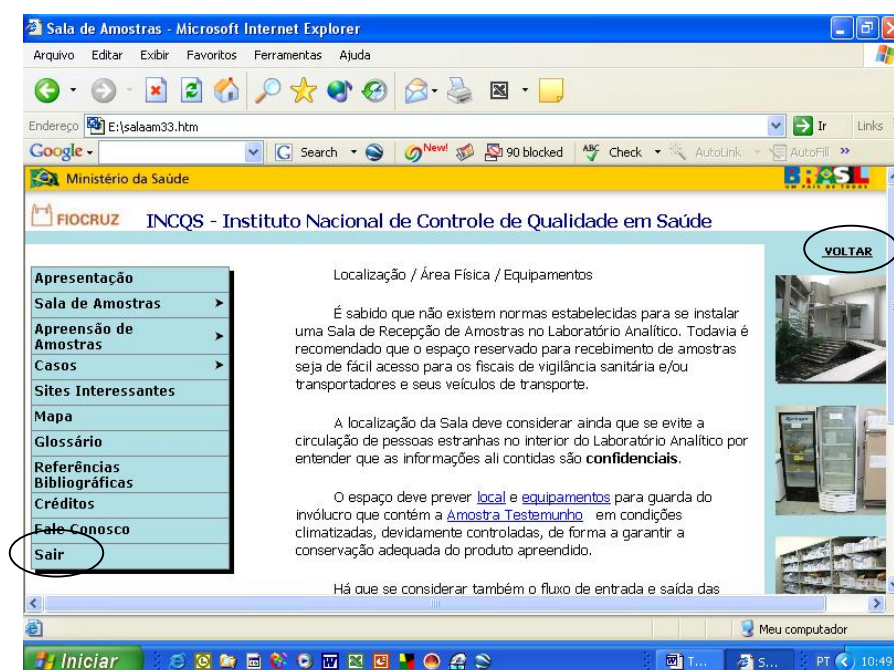 Sala de Amostras - Microsoft Internet Explorer
Arquivo Editar Exibir Favoritos Ferramentas Ajuda
Endereço E:\salaam33.htm Ir Links
Google Search New! 90 blocked ABC Check AutoLink AutoFill
Ministério da Saúde BRASIL
UM PAÍS DE TODOS
FIOCRUZ INCQS - Instituto Nacional de Controle de Qualidade em Saúde
VOLTAR
Apresentação
Sala de Amostras
Apreensão de
Amostras
Casos
Sites Interessantes
Mapa
Glossário
Referências
Bibliográficas
Créditos
Fale Conosco
Sair
Localização / Área Física / Equipamentos
É sabido que não existem normas estabelecidas para se instalar
uma Sala de Recepção de Amostras no Laboratório Analítico. Todavia é
recomendado que o espaço reservado para recebimento de amostras
seja de fácil acesso para os fiscais de vigilância sanitária e/ou
transportadores e seus veículos de transporte.
A localização da Sala deve considerar ainda que se evite a
circulação de pessoas estranhas no interior do Laboratório Analítico por
entender que as informações ali contidas são confidenciais.
O espaço deve prever local e equipamentos para guarda do
invólucro que contém a Amostra Testemunho em condições
climatizadas, devidamente controladas, de forma a garantir a
conservação adequada do produto apreendido.
Há que se considerar também o fluxo de entrada e saída das
Meu computador
Iniciar T... S... PT 10:49